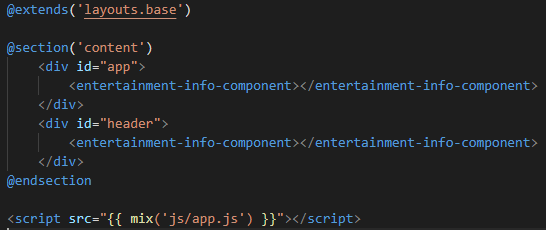 @extends('layouts.base')
@section('content')
<div id="app">
<entertainment-info-component></entertainment-info-component>
</div>
<div id="header">
<entertainment-info-component></entertainment-info-component>
</div>
@endsection
<script src="{{ mix('js/app.js') }}"></script>